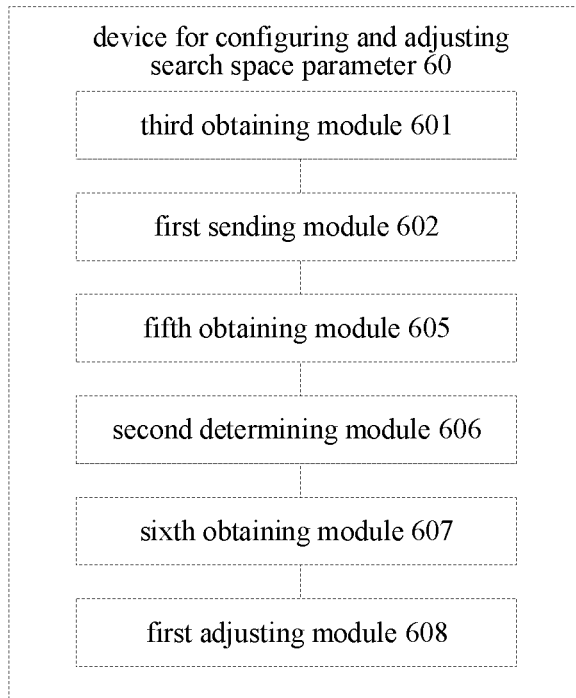 device for configuring and adjusting
search space parameter 60
third obtaining module 601
first sending module 602
fifth obtaining module 605
second determining module 606
sixth obtaining module 607
first adjusting module 608